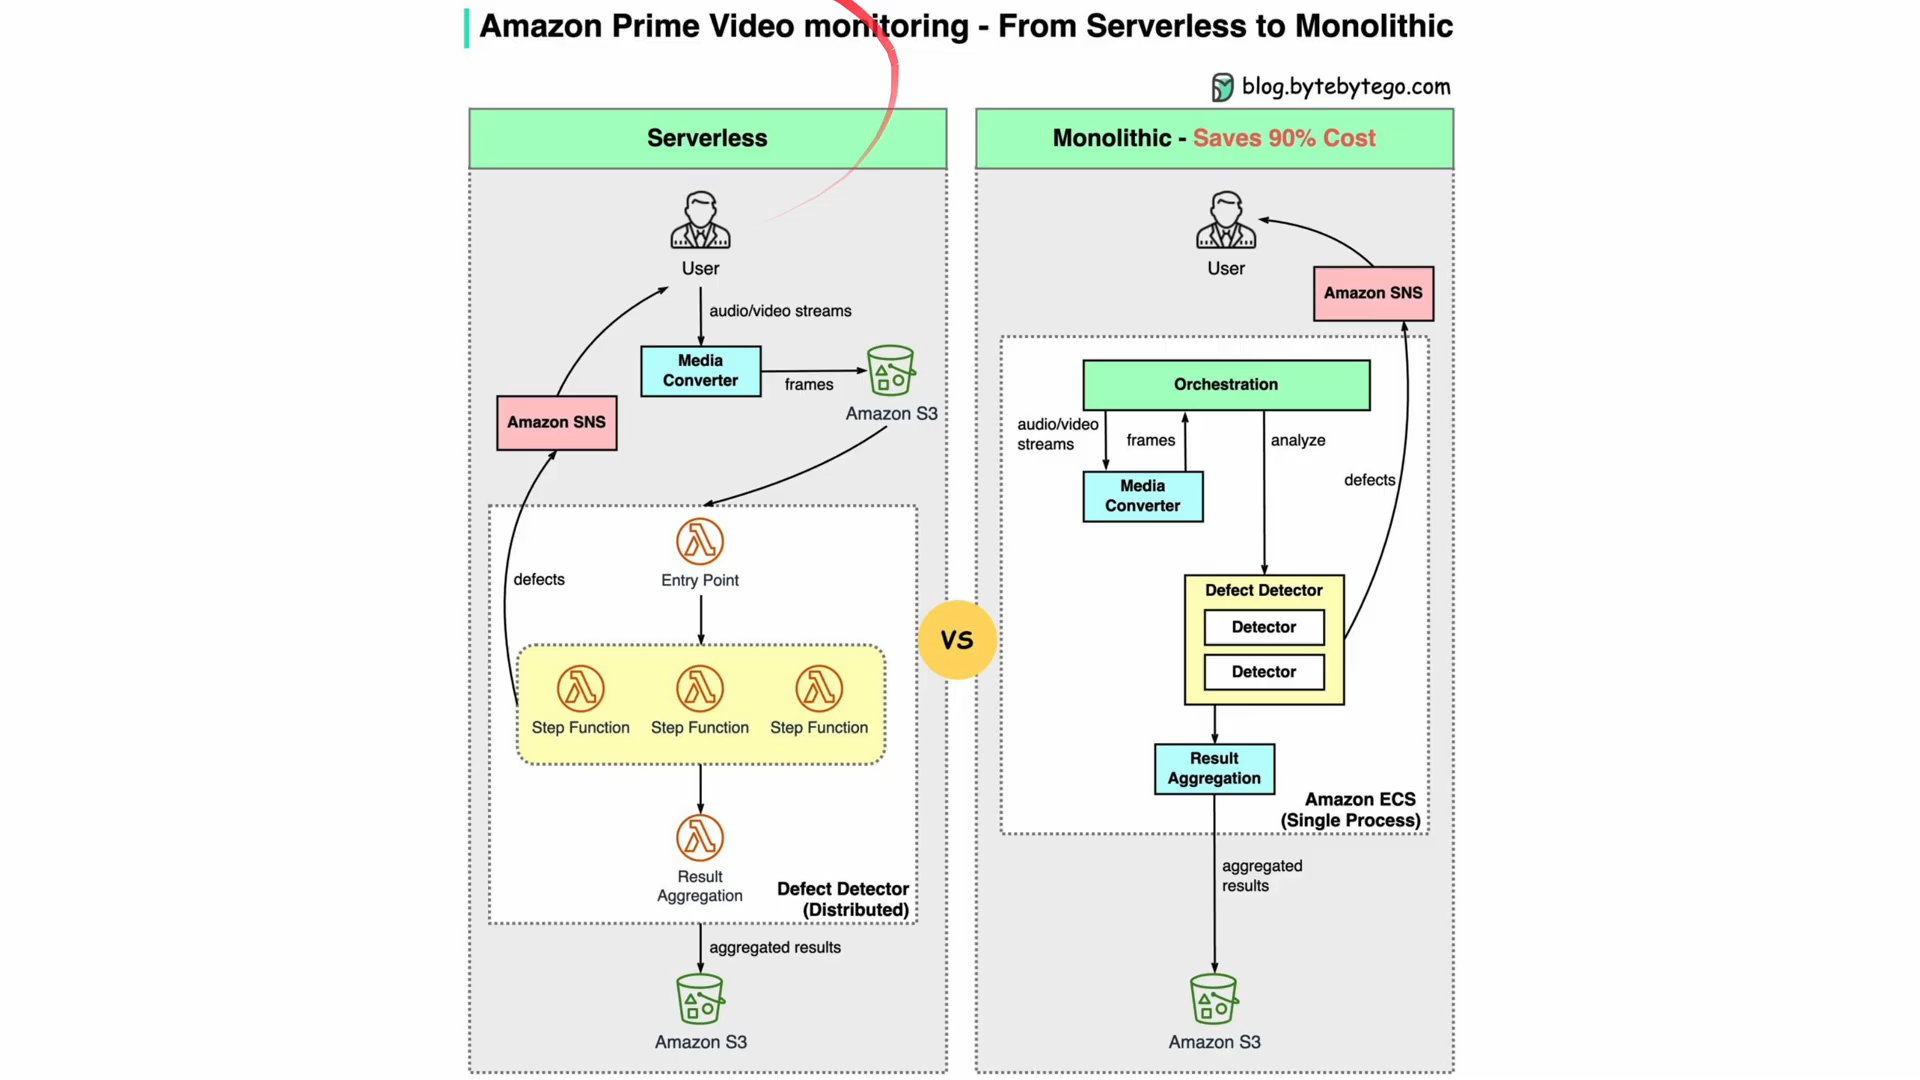 Amazon Prime Video monitoring - From Serverless to Monolithic
blog.bytebytego.com
Serverless
User
audio/video streams
Media
Converter
frames
Amazon S3
Amazon SNS
defects
Entry Point
Step Function
Step Function
Step Function
Result
Aggregation
Defect Detector
(Distributed)
aggregated results
Amazon S3
VS
Monolithic - Saves 90% Cost
User
Amazon SNS
Orchestration
audio/video
streams
frames
analyze
Media
Converter
defects
Defect Detector
Detector
Detector
Result
Aggregation
Amazon ECS
(Single Process)
aggregated
results
Amazon S3